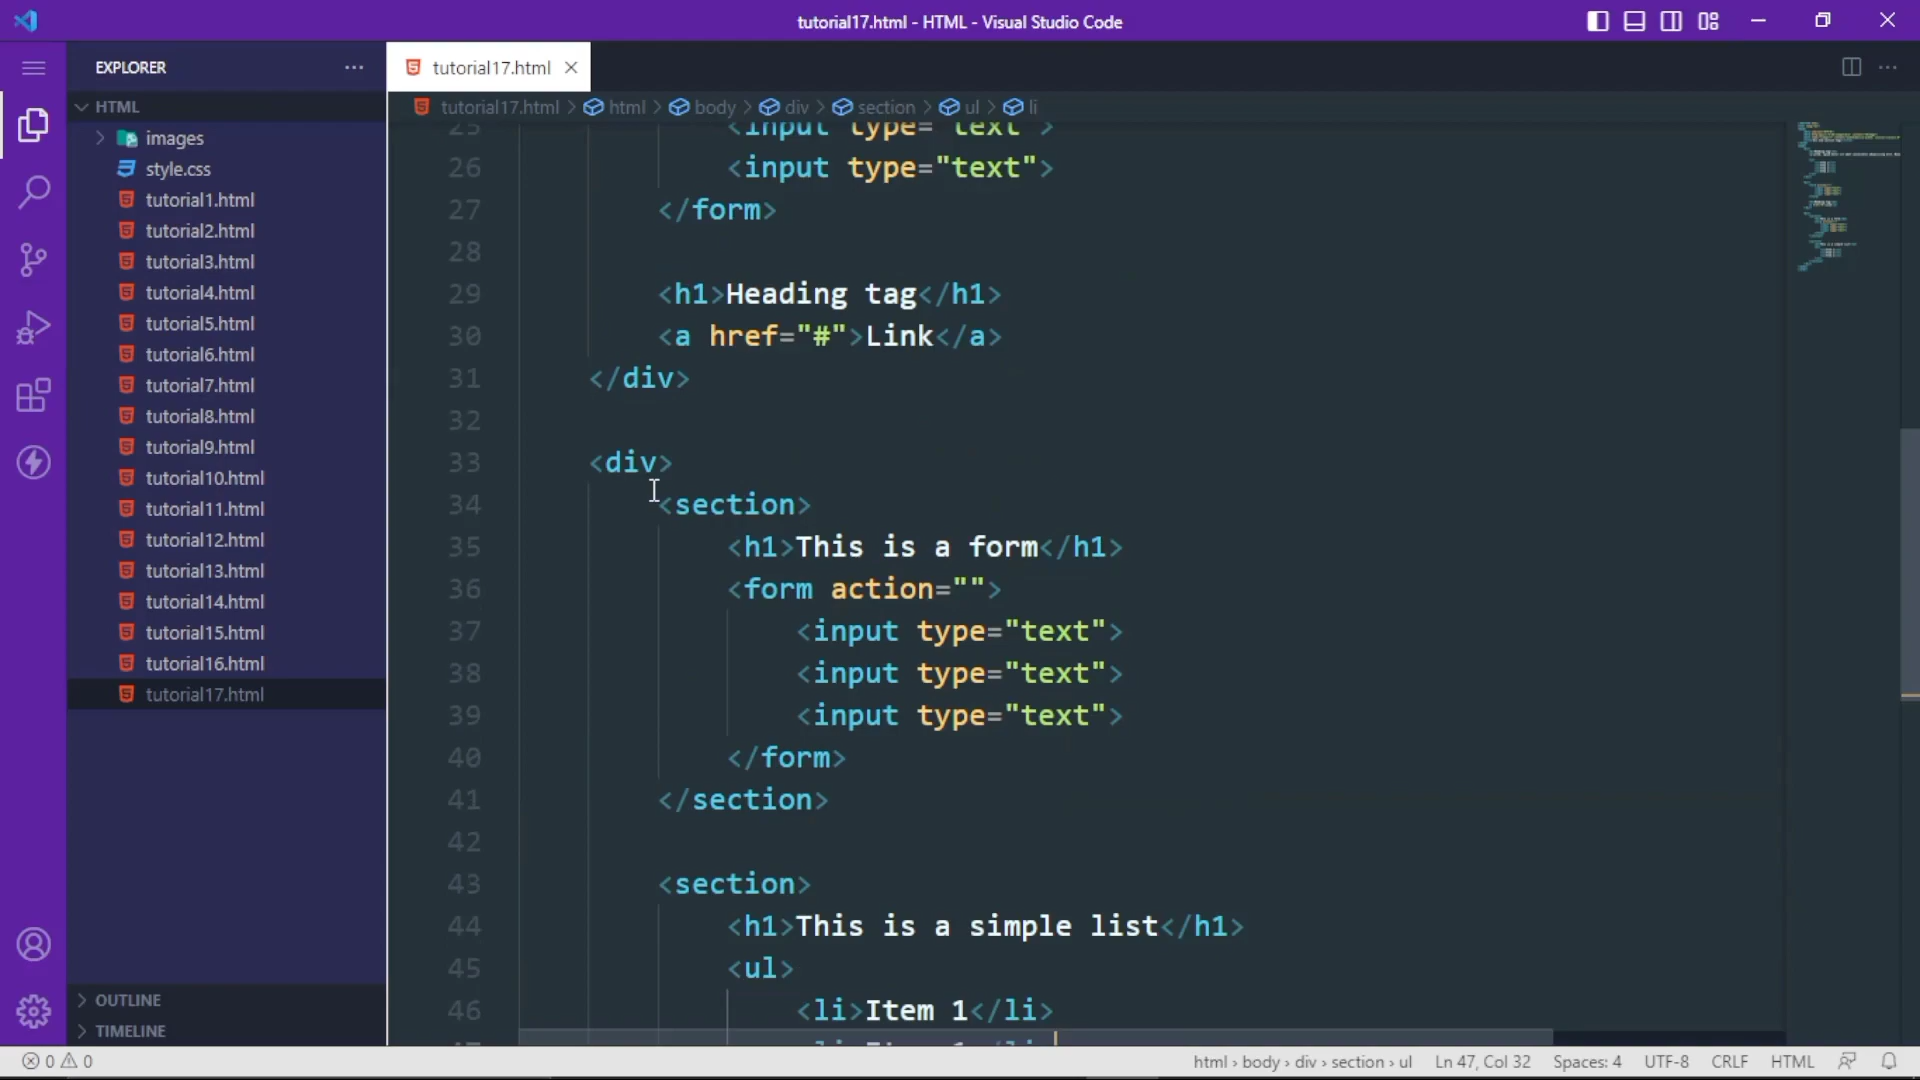 tutorial17.html - HTML - Visual Studio Code
EXPLORER
HTML
images
style.css
tutorial1.html
tutorial2.html
tutorial3.html
tutorial4.html
tutorial5.html
tutorial6.html
tutorial7.html
tutorial8.html
tutorial9.html
tutorial10.html
tutorial11.html
tutorial12.html
tutorial13.html
tutorial14.html
tutorial15.html
tutorial16.html
tutorial17.html
OUTLINE
TIMELINE
tutorial17.html
tutorial17.html > html > body > div > section > ul > li
25 <input type="text">
26 <input type="text">
27 </form>
28
29 <h1>Heading tag</h1>
30 <a href="#">Link</a>
31 </div>
32
33 <div>
34 <section>
35 <h1>This is a form</h1>
36 <form action="">
37 <input type="text">
38 <input type="text">
39 <input type="text">
40 </form>
41 </section>
42
43 <section>
44 <h1>This is a simple list</h1>
45 <ul>
46 <li>Item 1</li>
0 0
html › body › div › section › ul
Ln 47, Col 32
Spaces: 4
UTF-8
CRLF
HTML